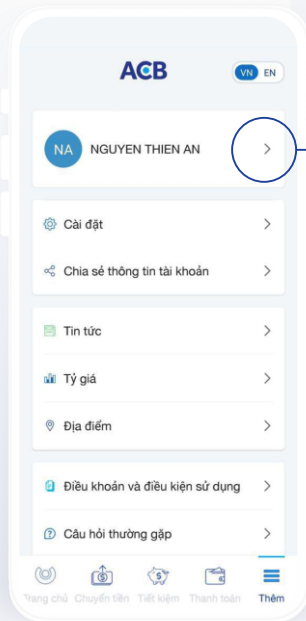 ACB
VN EN
NA NGUYEN THIEN AN
Cài đặt
Chia sẻ thông tin tài khoản
Tin tức
Tỷ giá
Địa điểm
Điều khoản và điều kiện sử dụng
Câu hỏi thường gặp
Trang chủ Chuyển tiền Tiết kiệm Thanh toán Thêm